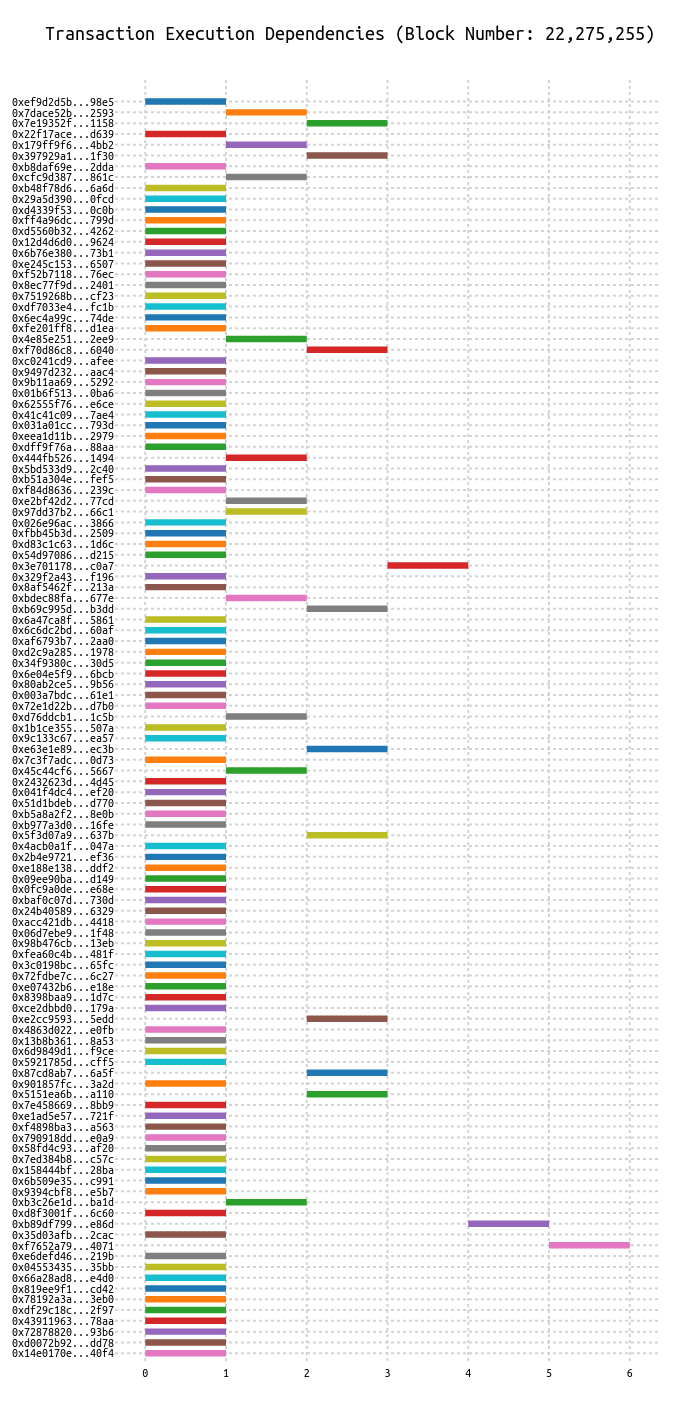 Transaction Execution Dependencies (Block Number: 22,275,255)
0xef9d2d5b...98e5
0x7dace52b...2593
0x7e19352f...1158
0x22f17ace...d639
0x179ff9f6...4bb2
0x397929a1...1f30
0xb8daf69e...2dda
0xcfc9d387...861c
0xb48f78d6...6a6d
0x29a5d390...0fcd
0xd4339f53...0c0b
0xff4a96dc...799d
0xd5560b32...4262
0x12d4d6d0...9624
0x6b76e380...73b1
0xe245c153...6507
0xf52b7118...76ec
0x8ec77f9d...2401
0x7519268b...cf23
0xdf7033e4...fc1b
0x6ec4a99c...74de
0xfe201ff8...d1ea
0x4e85e251...2ee9
0xf70d86c8...6040
0xc0241cd9...afee
0x9497d232...aac4
0x9b11aa69...5292
0x01b6f513...0ba6
0x62555f76...e6ce
0x41c41c09...7ae4
0x031a01cc...793d
0xeea1d11b...2979
0xdff9f76a...88aa
0x444fb526...1494
0x5bd533d9...2c40
0xb51a304e...fef5
0xf84d8636...239c
0xe2bf42d2...77cd
0x97dd37b2...66c1
0x026e96ac...3866
0xfbb45b3d...2509
0xd83c1c63...1d6c
0x54d97086...d215
0x3e701178...c0a7
0x329f2a43...f196
0x8af5462f...213a
0xbdec88fa...677e
0xb69c995d...b3dd
0x6a47ca8f...5861
0x6c6dc2bd...60af
0xaf6793b7...2aa0
0xd2c9a285...1978
0x34f9380c...30d5
0x6e04e5f9...6bcb
0x80ab2ce5...9b56
0x003a7bdc...61e1
0x72e1d22b...d7b0
0xd76ddcb1...1c5b
0x1b1ce355...507a
0x9c133c67...ea57
0xe63e1e89...ec3b
0x7c3f7adc...0d73
0x45c44cf6...5667
0x2432623d...4d45
0x041f4dc4...ef20
0x51d1bdeb...d770
0xb5a8a2f2...8e0b
0xb977a3d0...16fe
0x5f3d07a9...637b
0x4acb0a1f...047a
0x2b4e9721...ef36
0xe188e138...ddf2
0x09ee90ba...d149
0x0fc9a0de...e68e
0xbaf0c07d...730d
0x24b40589...6329
0xacc421db...4418
0x06d7ebe9...1f48
0x98b476cb...13eb
0xfea60c4b...481f
0x3c0198bc...65fc
0x72fdbe7c...6c27
0xe07432b6...e18e
0x8398baa9...1d7c
0xce2dbbd0...179a
0xe2cc9593...5edd
0x4863d022...e0fb
0x13b8b361...8a53
0x6d9849d1...f9ce
0x5921785d...cff5
0x87cd8ab7...6a5f
0x901857fc...3a2d
0x5151ea6b...a110
0x7e458669...8bb9
0xe1ad5e57...721f
0xf4898ba3...a563
0x790918dd...e0a9
0x58fd4c93...af20
0x7ed384b8...c57c
0x158444bf...28ba
0x6b509e35...c991
0x9394cbf8...e5b7
0xb3c26e1d...ba1d
0xd8f3001f...6c60
0xb89df799...e86d
0x35d03afb...2cac
0xf7652a79...4071
0xe6defd46...219b
0x04553435...35bb
0x66a28ad8...e4d0
0x819ee9f1...cd42
0x78192a3a...3eb0
0xdf29c18c...2f97
0x43911963...78aa
0x72878820...93b6
0xd0072b92...dd78
0x14e0170e...40f4
0 1 2 3 4 5 6